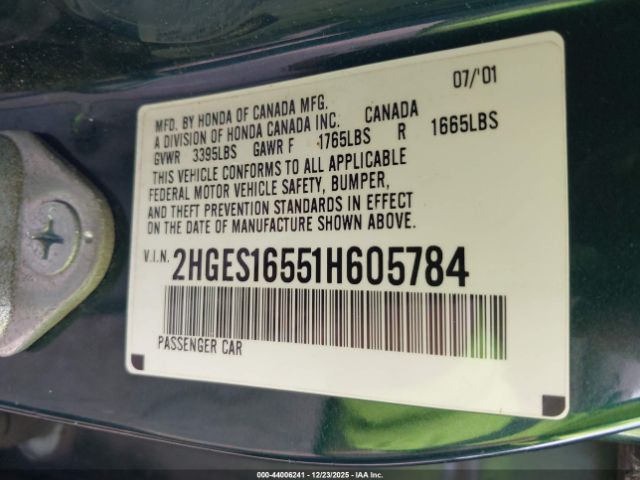 07/'01
MFD. BY HONDA OF CANADA MFG.
A DIVISION OF HONDA CANADA INC. CANADA
GVWR 3395LBS GAWR F 1765LBS R 1665LBS
THIS VEHICLE CONFORMS TO ALL APPLICABLE
FEDERAL MOTOR VEHICLE SAFETY, BUMPER,
AND THEFT PREVENTION STANDARDS IN EFFECT
ON THE DATE OF MANUFACTURE SHOWN ABOVE.
V.I.N. 2HGES16551H605784
PASSENGER CAR
000-44006241 - 12/23/2025 - IAA Inc.